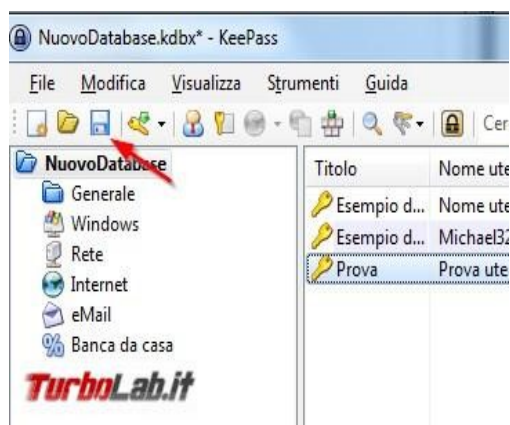 NuovoDatabase.kdbx* - KeePass
File Modifica Visualizza Strumenti Guida
Cer
NuovoDatabase
Generale
Windows
Rete
Internet
eMail
Banca da casa
TurboLab.it
Titolo Nome ute
Esempio d... Nome ute
Esempio d... Michael32
Prova Prova ute